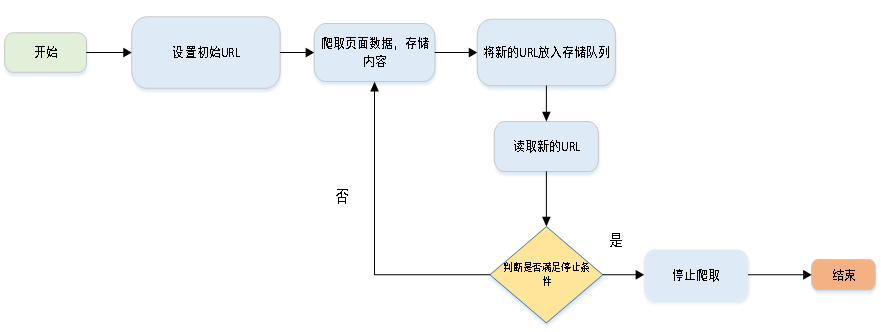 开始
设置初始URL
爬取页面数据，存储
内容
将新的URL放入存储队列
读取新的URL
否
是
判断是否满足停止条
件
停止爬取
结束